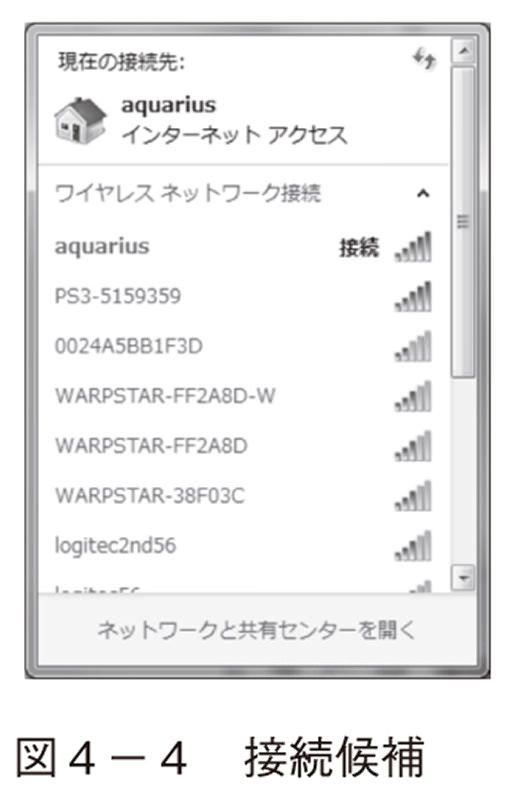 現在の接続先:
aquarius
インターネット アクセス
ワイヤレス ネットワーク接続
aquarius 接続
PS3-5159359
0024A5BB1F3D
WARPSTAR-FF2A8D-W
WARPSTAR-FF2A8D
WARPSTAR-38F03C
logitec2nd56
ネットワークと共有センターを開く
図4－4 接続候補